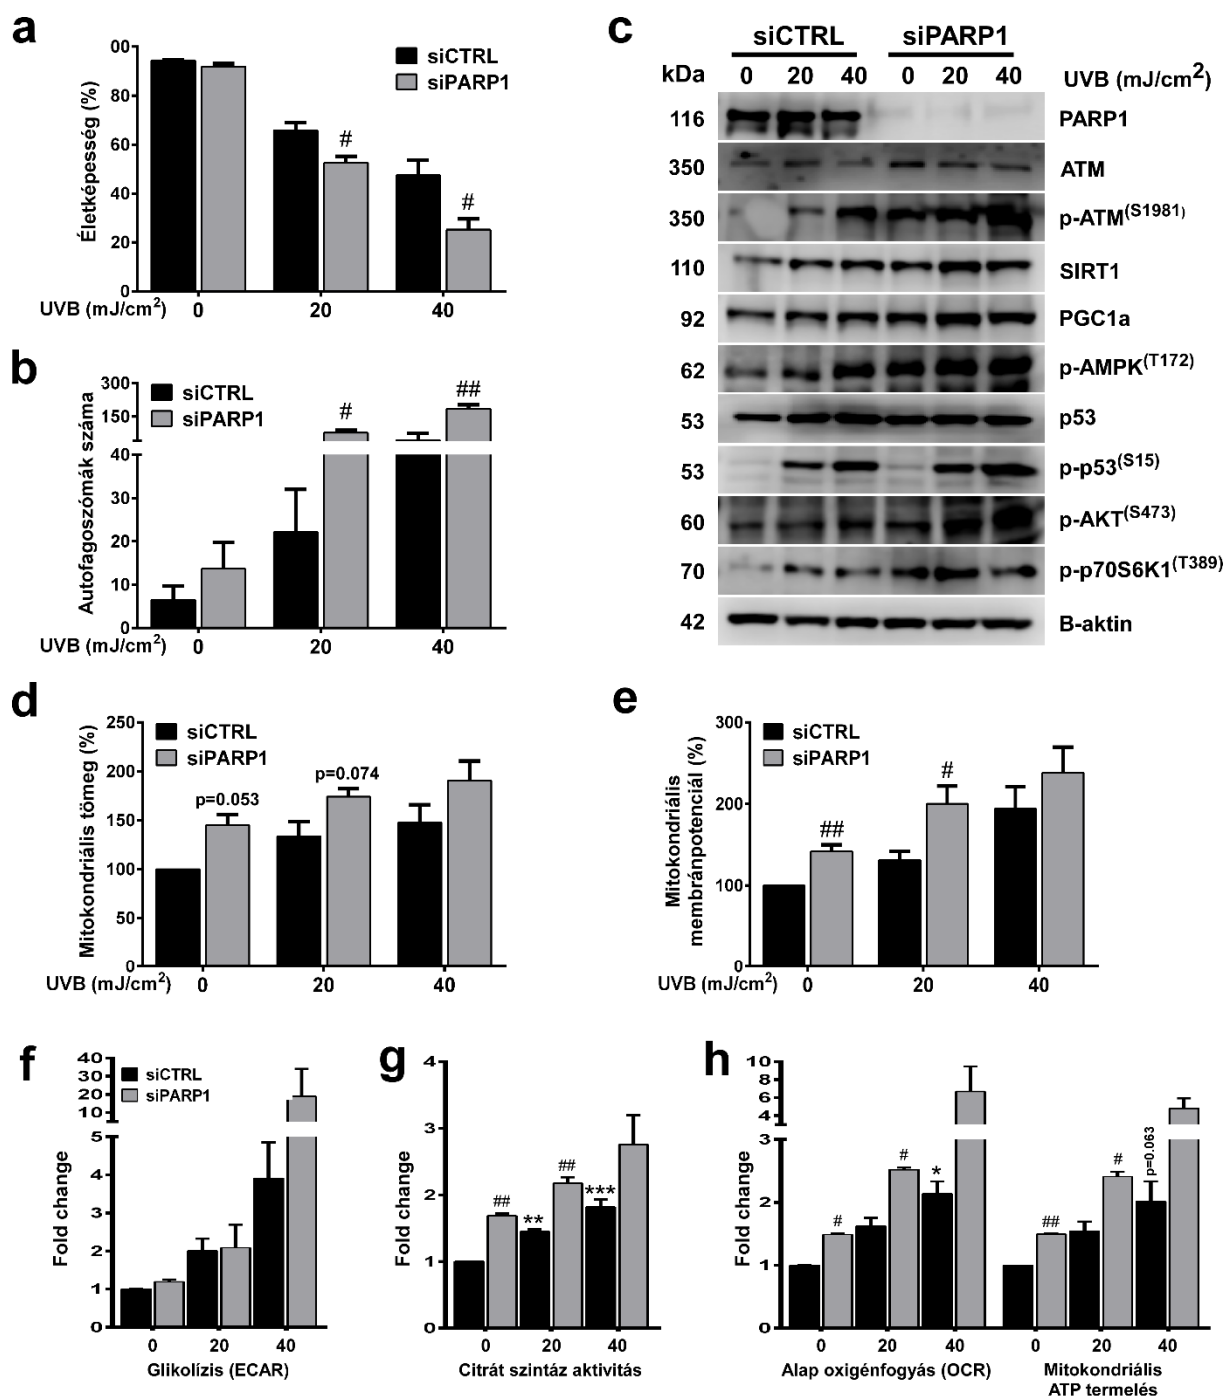 a
00
80
60
40
20
0
Életképesség (%)
siCTRL
siPARP1
#
#
UVB (mJ/cm²) 0 20 40
b
300
150
40
30
20
10
0
Autofagoszómák száma
siCTRL
siPARP1
#
##
UVB (mJ/cm²) 0 20 40
c
siCTRL siPARP1
kDa 0 20 40 0 20 40 UVB (mJ/cm²)
116 PARP1
350 ATM
350 p-ATM(S1981)
110 SIRT1
92 PGC1a
62 p-AMPK(T172)
53 p53
53 p-p53(S15)
60 p-AKT(S473)
70 p-p70S6K1(T389)
42 B-aktin
d
250
200
150
100
50
0
Mitokondriális tömeg (%)
siCTRL
siPARP1
p=0.053
p=0.074
UVB (mJ/cm²) 0 20 40
e
300
200
100
0
Mitokondriális
membránpotenciál (%)
siCTRL
siPARP1
##
#
UVB (mJ/cm²) 0 20 40
f
40
30
20
10
5
4
3
2
1
0
Fold change
siCTRL
siPARP1
0 20 40
Glikolízis (ECAR)
g
4
3
2
1
0
Fold change
##
**
##
***
0 20 40
Citrát szintáz aktivitás
h
10
8
6
4
3
2
1
0
Fold change
#
#
*
##
#
p=0.063
0 20 40 0 20 40
Alap oxigénfogyás (OCR)
Mitokondriális
ATP termelés